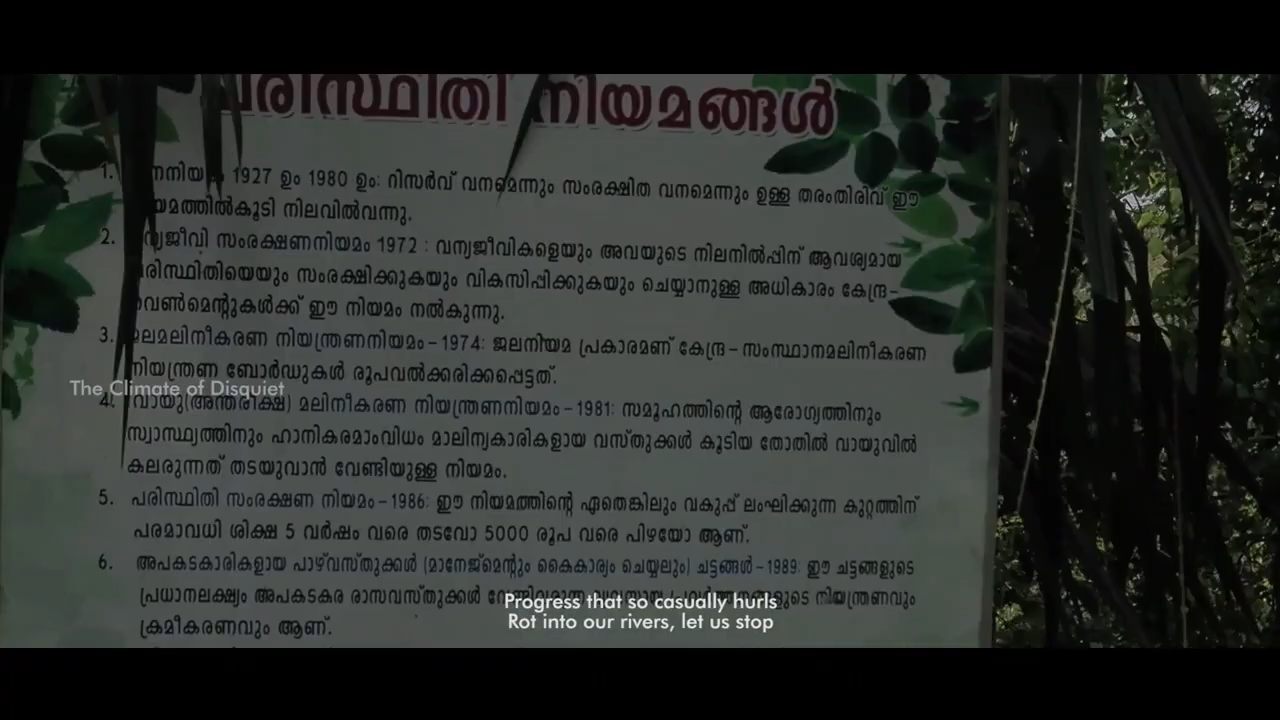 പരിസ്ഥിതി നിയമങ്ങൾ
1. 1927 ഉം 1980 ഉം: റിസർവ് വനമെന്നും സംരക്ഷിത വനമെന്നും ഉള്ള തരംതിരിവ് ഈ
നിലവിൽവന്നു.
2. സംരക്ഷണനിയമം 1972 : വന്യജീവികളെയും അവയുടെ നിലനിൽപ്പിന് ആവശ്യമായ
സംരക്ഷിക്കുകയും വികസിപ്പിക്കുകയും ചെയ്യാനുള്ള അധികാരം കേന്ദ്ര-
ഈ നിയമം നൽകുന്നു.
3. ജലമലിനീകരണ നിയന്ത്രണനിയമം-1974: ജലനിയമ പ്രകാരമണ് കേന്ദ്ര-സംസ്ഥാനമലിനീകരണ
നിയന്ത്രണ ബോർഡുകൾ രൂപവൽക്കരിക്കപ്പെട്ടത്.
The Climate of Disquiet
4. വായു(അന്തരീക്ഷ) മലിനീകരണ നിയന്ത്രണനിയമം-1981: സമൂഹത്തിന്റെ ആരോഗ്യത്തിനും
സ്വാസ്ഥ്യത്തിനും ഹാനികരമാംവിധം മാലിന്യകാരികളായ വസ്തുക്കൾ കൂടിയ തോതിൽ വായുവിൽ
കലരുന്നത് തടയുവാൻ വേണ്ടിയുള്ള നിയമം.
5. പരിസ്ഥിതി സംരക്ഷണ നിയമം-1986: ഈ നിയമത്തിന്റെ ഏതെങ്കിലും വകുപ്പ് ലംഘിക്കുന്ന കുറ്റത്തിന്
പരമാവധി ശിക്ഷ 5 വർഷം വരെ തടവോ 5000 രൂപ വരെ പിഴയോ ആണ്.
6. അപകടകാരികളായ പാഴ്‌വസ്തുക്കൾ (മാനേജ്മെന്റും കൈകാര്യം ചെയ്യലും) ചട്ടങ്ങൾ-1989: ഈ ചട്ടങ്ങളുടെ
പ്രധാനലക്ഷ്യം അപകടകര രാസവസ്തുക്കൾ നിയന്ത്രണവും
ക്രമീകരണവും ആണ്.
Progress that so casually hurls
Rot into our rivers, let us stop